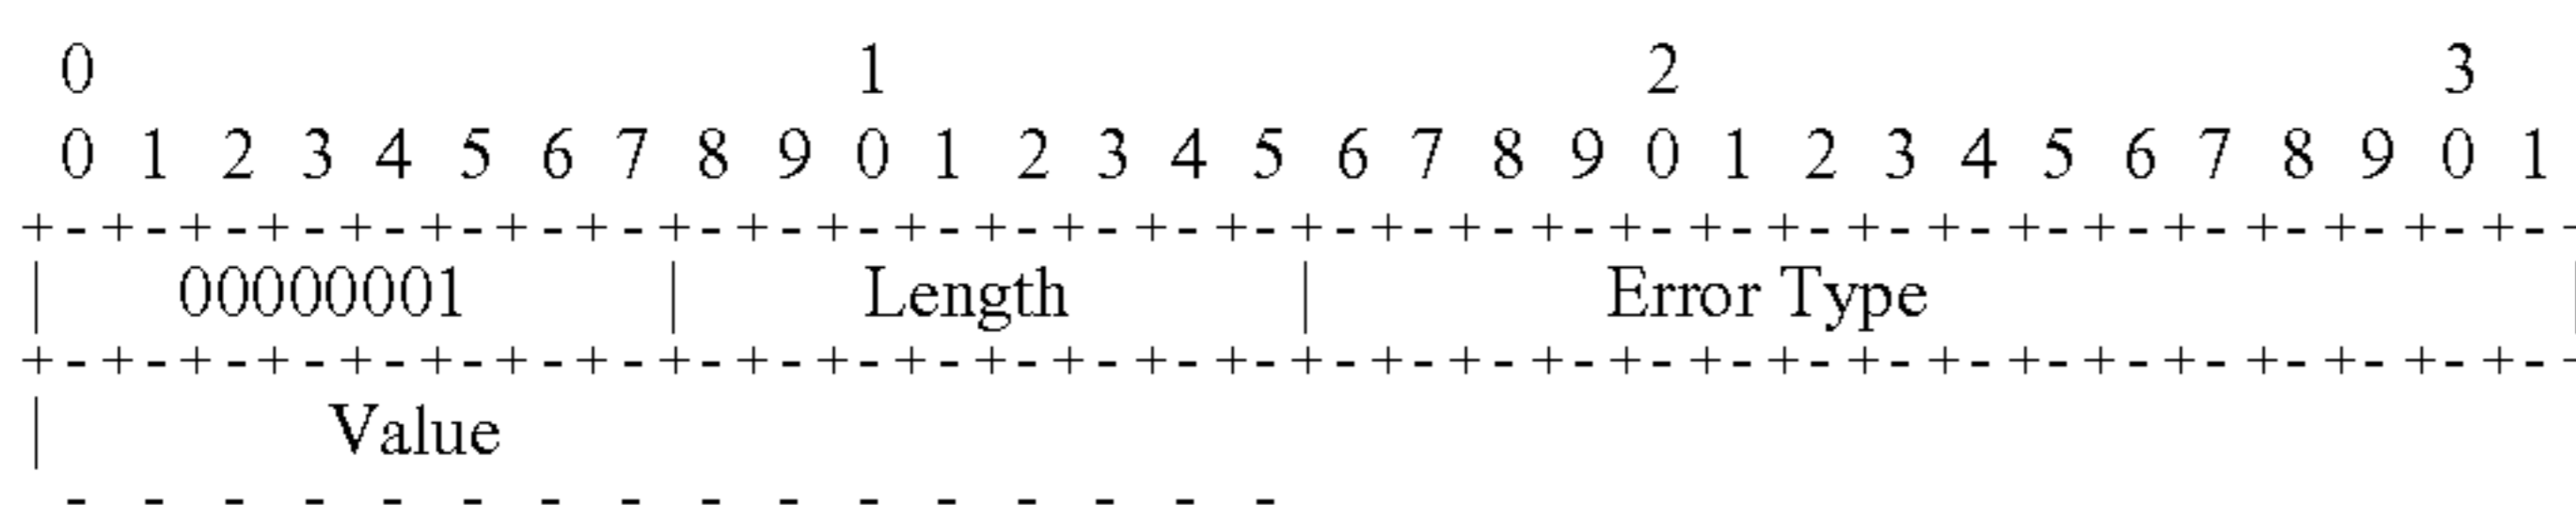 0 1 2 3
0 1 2 3 4 5 6 7 8 9 0 1 2 3 4 5 6 7 8 9 0 1 2 3 4 5 6 7 8 9 0 1
+-+-+-+-+-+-+-+-+-+-+-+-+-+-+-+-+-+-+-+-+-+-+-+-+-+-+-+-+-+-+-+-+
| 00000001 | Length | Error Type |
+-+-+-+-+-+-+-+-+-+-+-+-+-+-+-+-+-+-+-+-+-+-+-+-+-+-+-+-+-+-+-+-+
| Value
- - - - - - - - - - - - - - - -